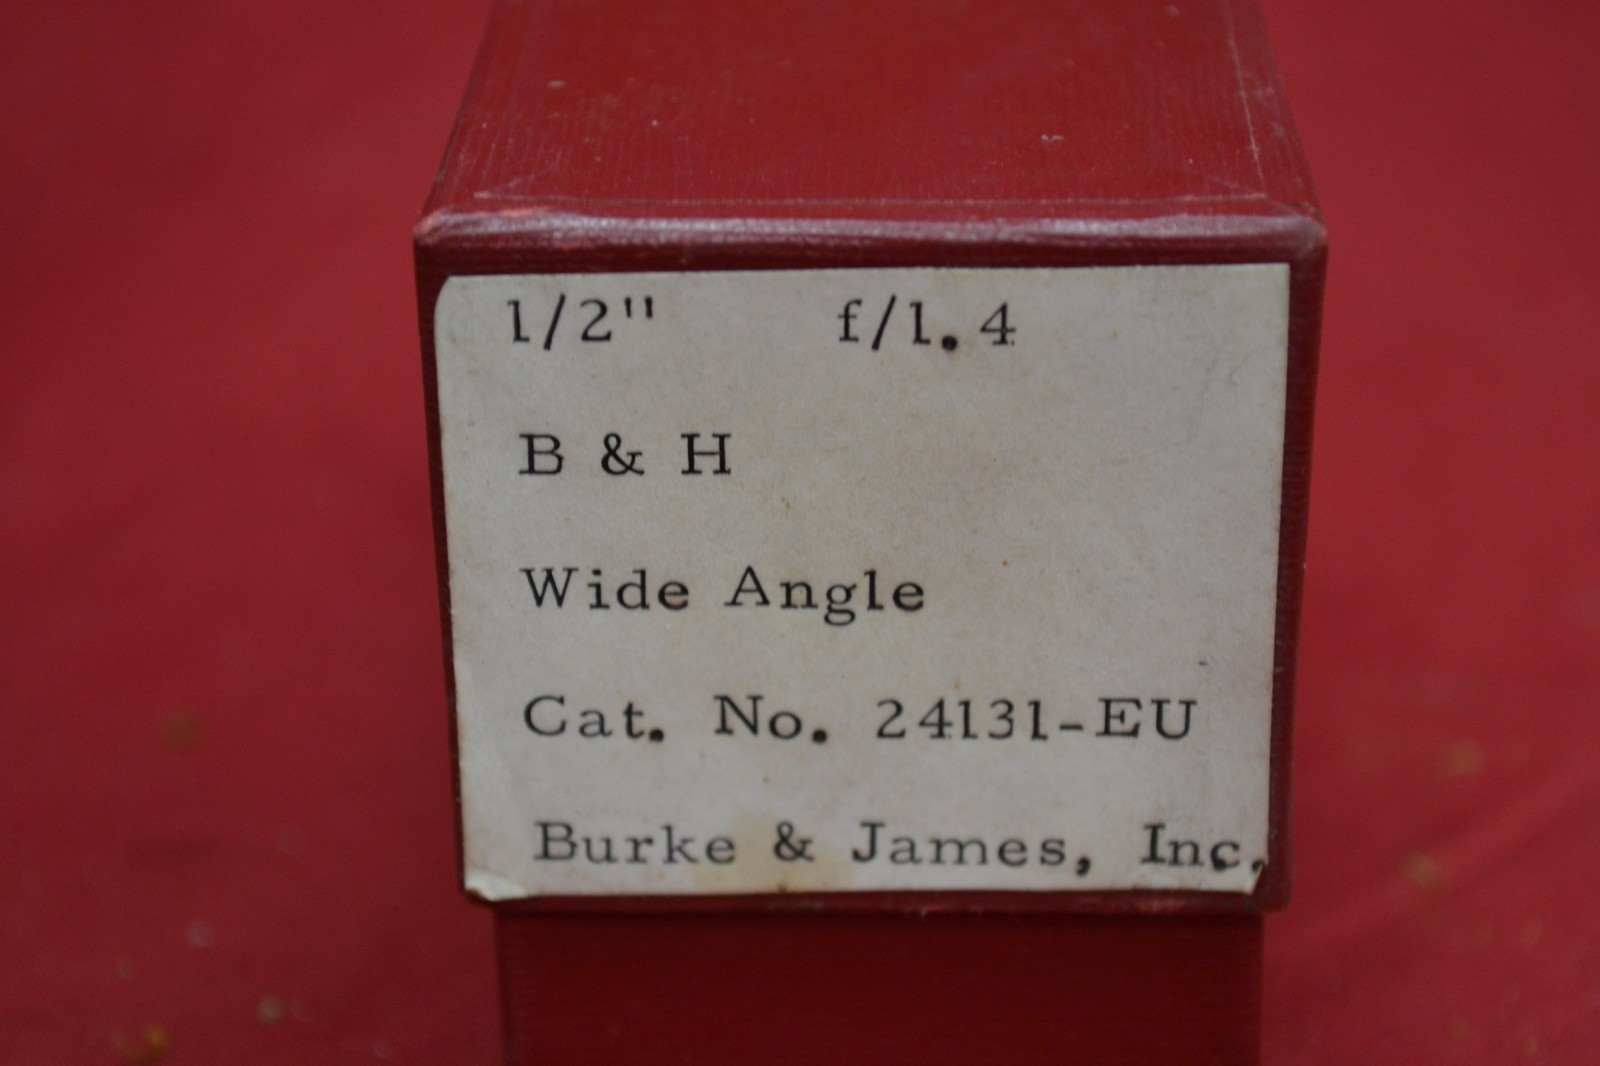 1/2" f/1.4
B & H
Wide Angle
Cat. No. 24131-EU
Burke & James, Inc.